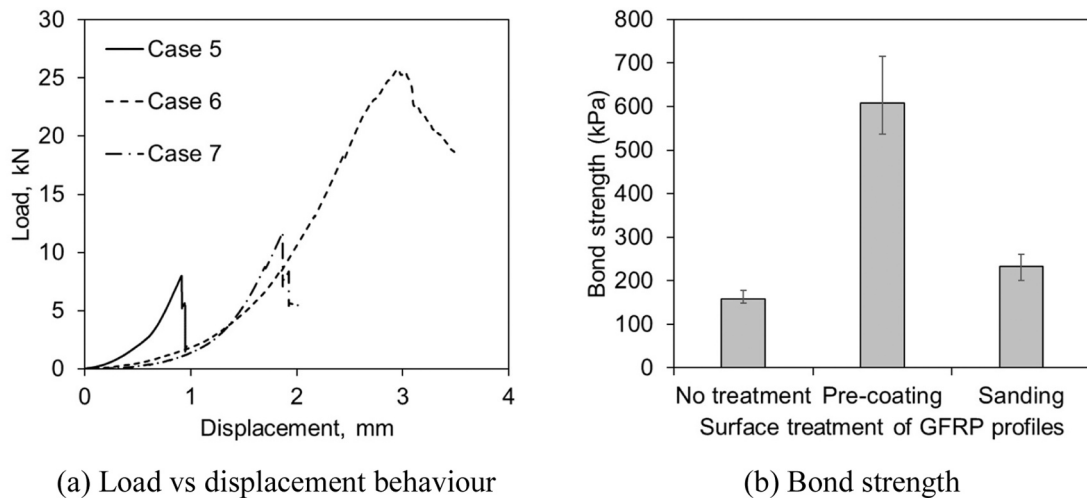 30
25
20
15
10
5
0
Load, kN
Case 5
Case 6
Case 7
0 1 2 3 4
Displacement, mm
(a) Load vs displacement behaviour
800
700
600
500
400
300
200
100
0
Bond strength (kPa)
No treatment Pre-coating Sanding
Surface treatment of GFRP profiles
(b) Bond strength